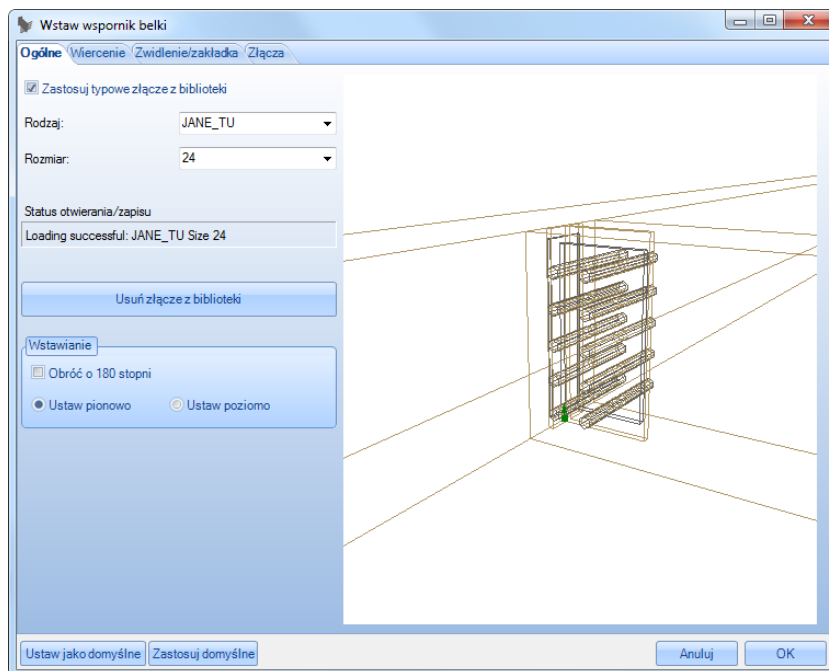 Wstaw wspornik belki
Ogólne Wiercenie Zwidlenie/zakładka Złącza
Zastosuj typowe złącze z biblioteki
Rodzaj: JANE_TU
Rozmiar: 24
Status otwierania/zapisu
Loading successful: JANE_TU Size 24
Usuń złącze z biblioteki
Wstawianie
Obróć o 180 stopni
Ustaw pionowo Ustaw poziomo
Ustaw jako domyślne Zastosuj domyślne Anuluj OK